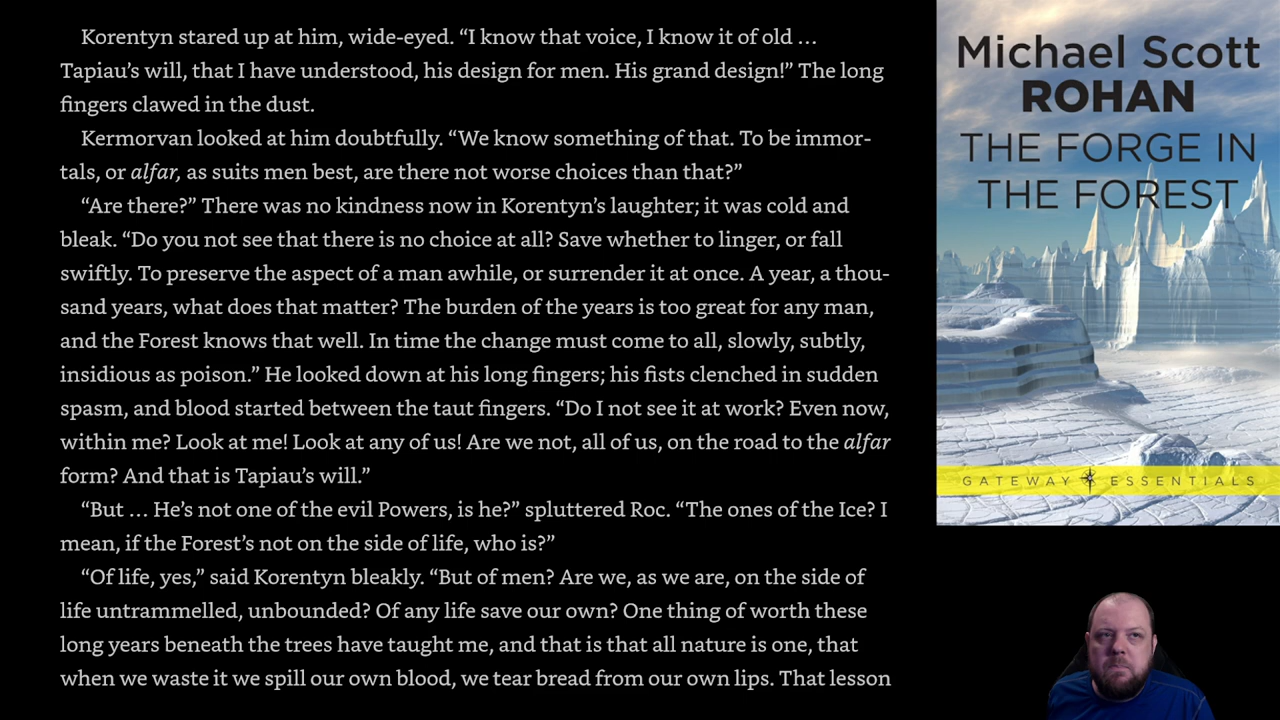 Korentyn stared up at him, wide-eyed. “I know that voice, I know it of old …
Tapiau’s will, that I have understood, his design for men. His grand design!” The long
fingers clawed in the dust.
Kermorvan looked at him doubtfully. “We know something of that. To be immor-
tals, or alfar, as suits men best, are there not worse choices than that?”
“Are there?” There was no kindness now in Korentyn’s laughter; it was cold and
bleak. “Do you not see that there is no choice at all? Save whether to linger, or fall
swiftly. To preserve the aspect of a man awhile, or surrender it at once. A year, a thou-
sand years, what does that matter? The burden of the years is too great for any man,
and the Forest knows that well. In time the change must come to all, slowly, subtly,
insidious as poison.” He looked down at his long fingers; his fists clenched in sudden
spasm, and blood started between the taut fingers. “Do I not see it at work? Even now,
within me? Look at me! Look at any of us! Are we not, all of us, on the road to the alfar
form? And that is Tapiau’s will.”
“But … He’s not one of the evil Powers, is he?” spluttered Roc. “The ones of the Ice? I
mean, if the Forest’s not on the side of life, who is?”
“Of life, yes,” said Korentyn bleakly. “But of men? Are we, as we are, on the side of
life untrammelled, unbounded? Of any life save our own? One thing of worth these
long years beneath the trees have taught me, and that is that all nature is one, that
when we waste it we spill our own blood, we tear bread from our own lips. That lesson
Michael Scott
ROHAN
THE FORGE IN
THE FOREST
GATEWAY ESSENTIALS